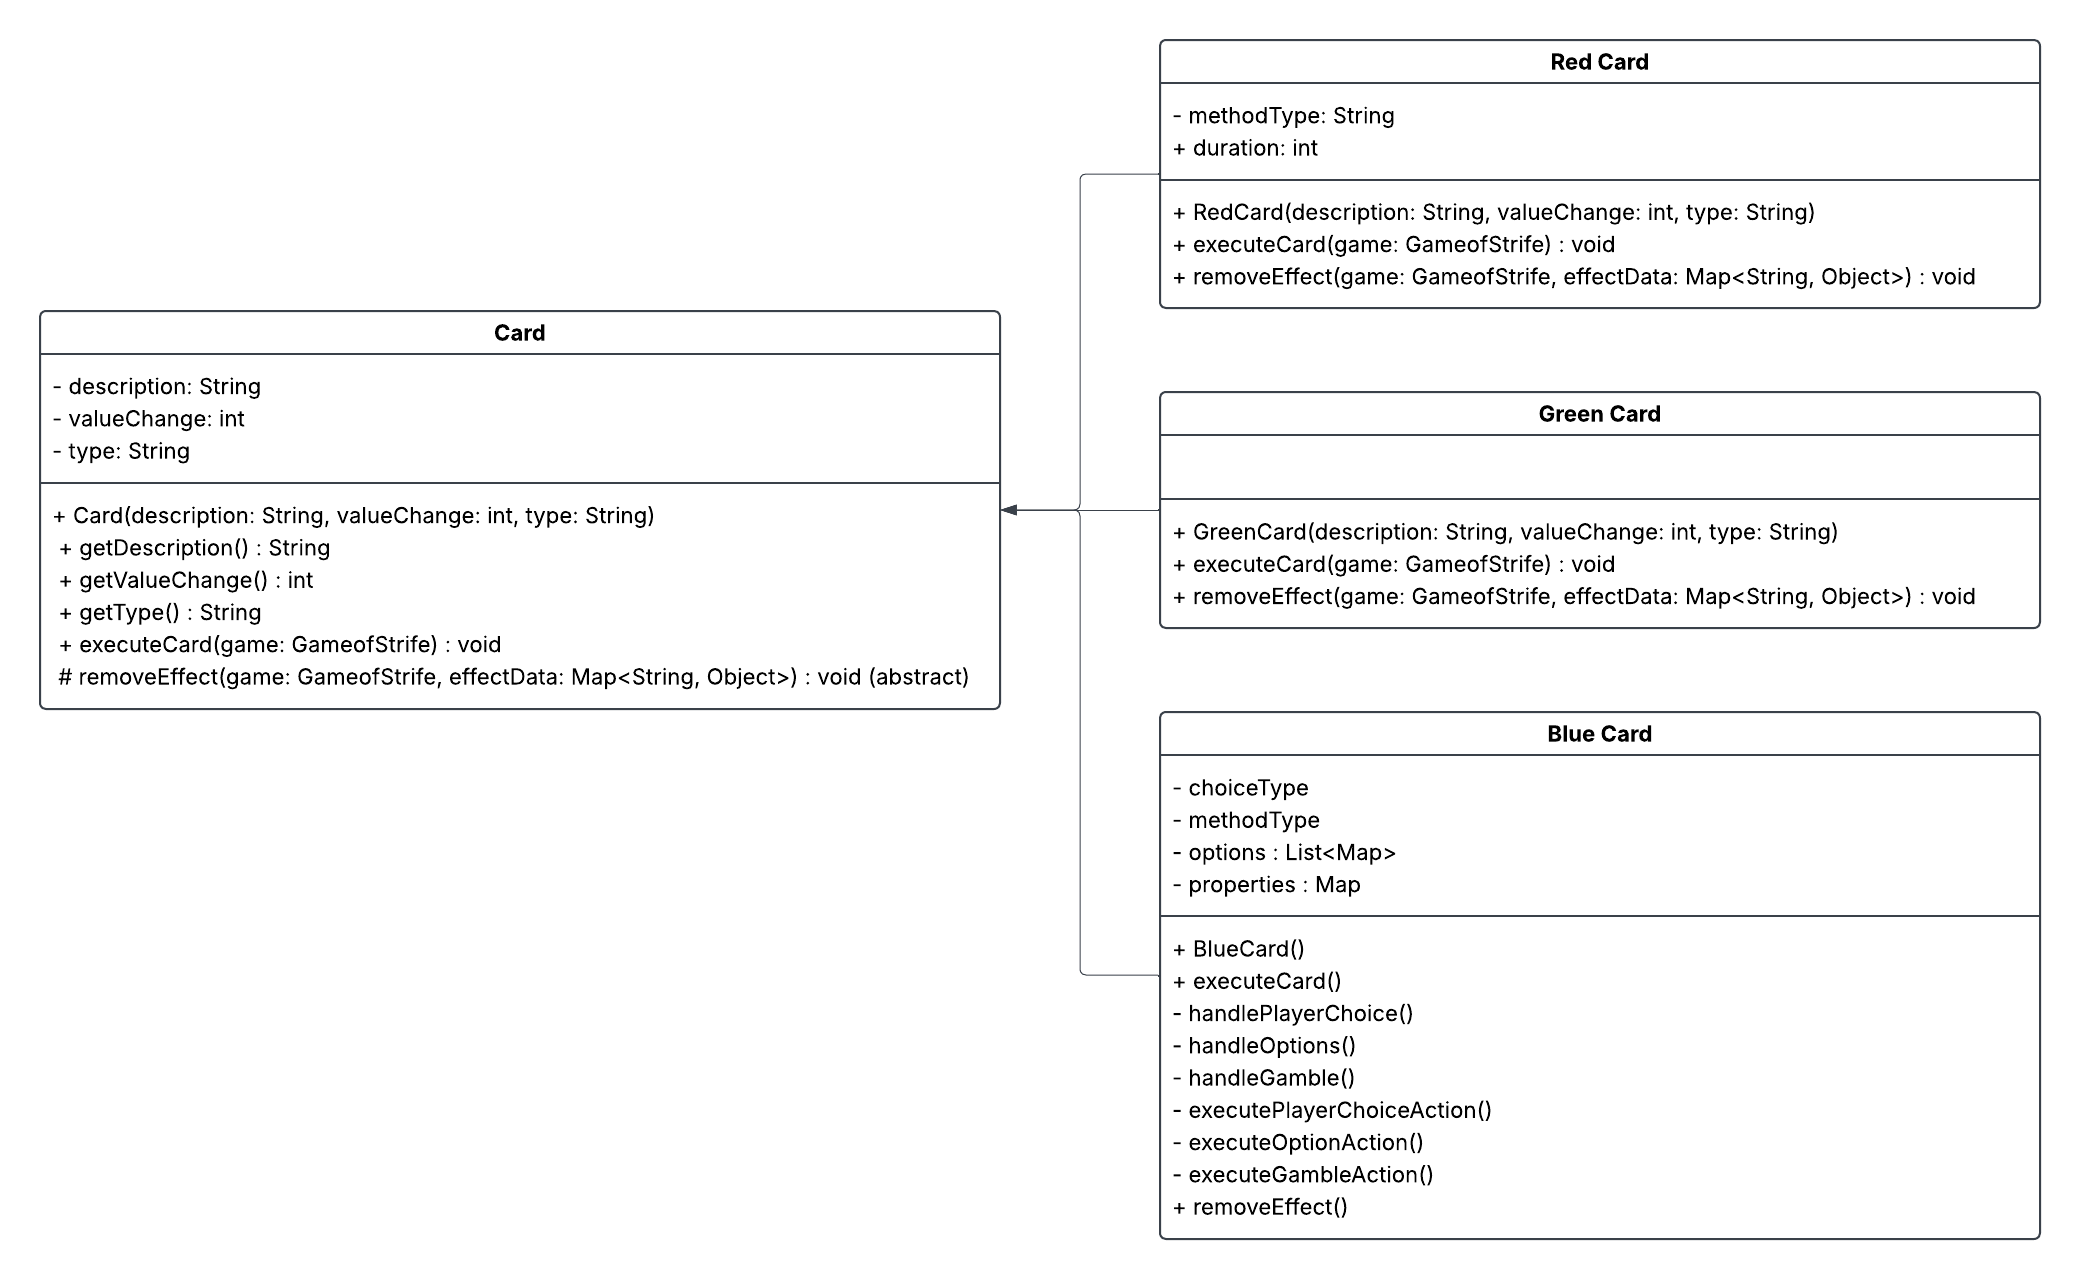 Card
- description: String
- valueChange: int
- type: String
+ Card(description: String, valueChange: int, type: String)
+ getDescription() : String
+ getValueChange() : int
+ getType() : String
+ executeCard(game: GameofStrife) : void
# removeEffect(game: GameofStrife, effectData: Map<String, Object>) : void (abstract)
Red Card
- methodType: String
+ duration: int
+ RedCard(description: String, valueChange: int, type: String)
+ executeCard(game: GameofStrife) : void
+ removeEffect(game: GameofStrife, effectData: Map<String, Object>) : void
Green Card
+ GreenCard(description: String, valueChange: int, type: String)
+ executeCard(game: GameofStrife) : void
+ removeEffect(game: GameofStrife, effectData: Map<String, Object>) : void
Blue Card
- choiceType
- methodType
- options : List<Map>
- properties : Map
+ BlueCard()
+ executeCard()
- handlePlayerChoice()
- handleOptions()
- handleGamble()
- executePlayerChoiceAction()
- executeOptionAction()
- executeGambleAction()
+ removeEffect()